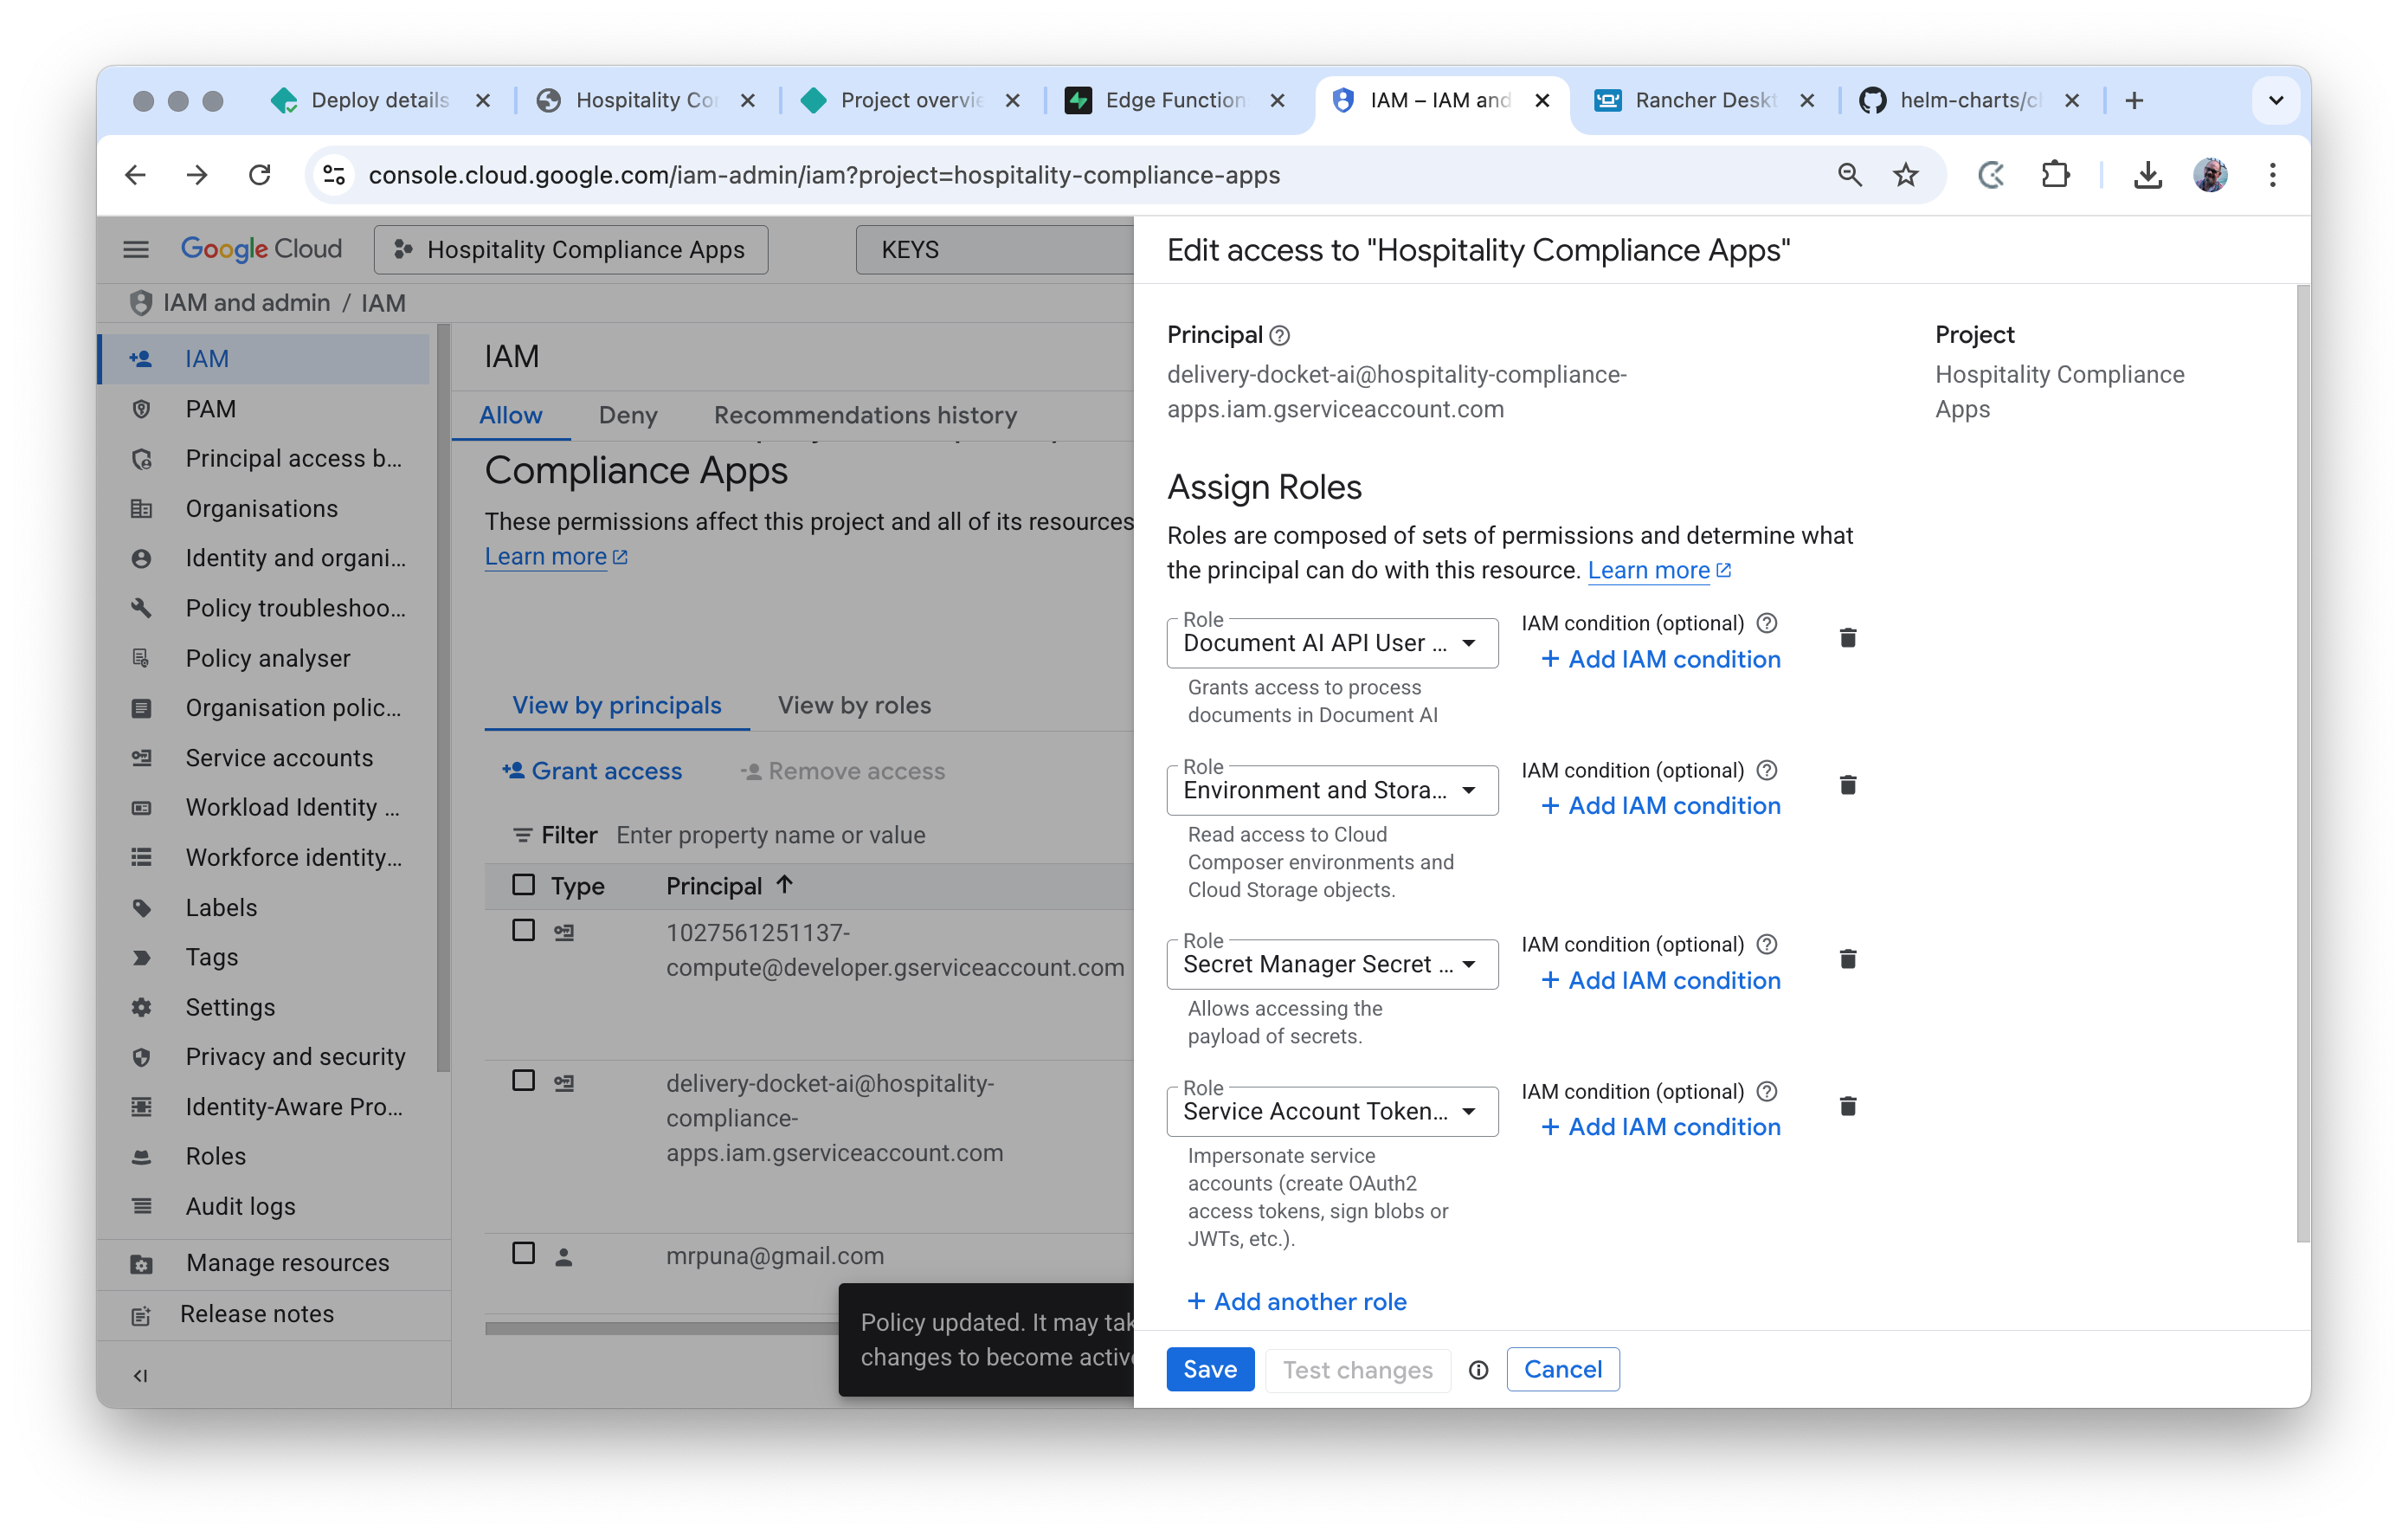 Deploy details
Hospitality Co
Project overvie
Edge Function
IAM – IAM and
Rancher Deskt
helm-charts/cl
console.cloud.google.com/iam-admin/iam?project=hospitality-compliance-apps
Google Cloud
Hospitality Compliance Apps
KEYS
IAM and admin / IAM
IAM
PAM
Principal access b...
Organisations
Identity and organi...
Policy troubleshoo...
Policy analyser
Organisation polic...
Service accounts
Workload Identity ...
Workforce identity...
Labels
Tags
Settings
Privacy and security
Identity-Aware Pro...
Roles
Audit logs
Manage resources
Release notes
IAM
Allow
Deny
Recommendations history
Compliance Apps
These permissions affect this project and all of its resources
Learn more
View by principals
View by roles
Grant access
Remove access
Filter
Enter property name or value
Type
Principal
1027561251137-
compute@developer.gserviceaccount.com
delivery-docket-ai@hospitality-
compliance-
apps.iam.gserviceaccount.com
mrpuna@gmail.com
Policy updated. It may tak
changes to become active
Edit access to "Hospitality Compliance Apps"
Principal
delivery-docket-ai@hospitality-compliance-
apps.iam.gserviceaccount.com
Project
Hospitality Compliance
Apps
Assign Roles
Roles are composed of sets of permissions and determine what
the principal can do with this resource. Learn more
Role
Document AI API User ...
IAM condition (optional)
+ Add IAM condition
Grants access to process
documents in Document AI
Role
Environment and Stora...
IAM condition (optional)
+ Add IAM condition
Read access to Cloud
Composer environments and
Cloud Storage objects.
Role
Secret Manager Secret ...
IAM condition (optional)
+ Add IAM condition
Allows accessing the
payload of secrets.
Role
Service Account Token...
IAM condition (optional)
+ Add IAM condition
Impersonate service
accounts (create OAuth2
access tokens, sign blobs or
JWTs, etc.).
+ Add another role
Save
Test changes
Cancel